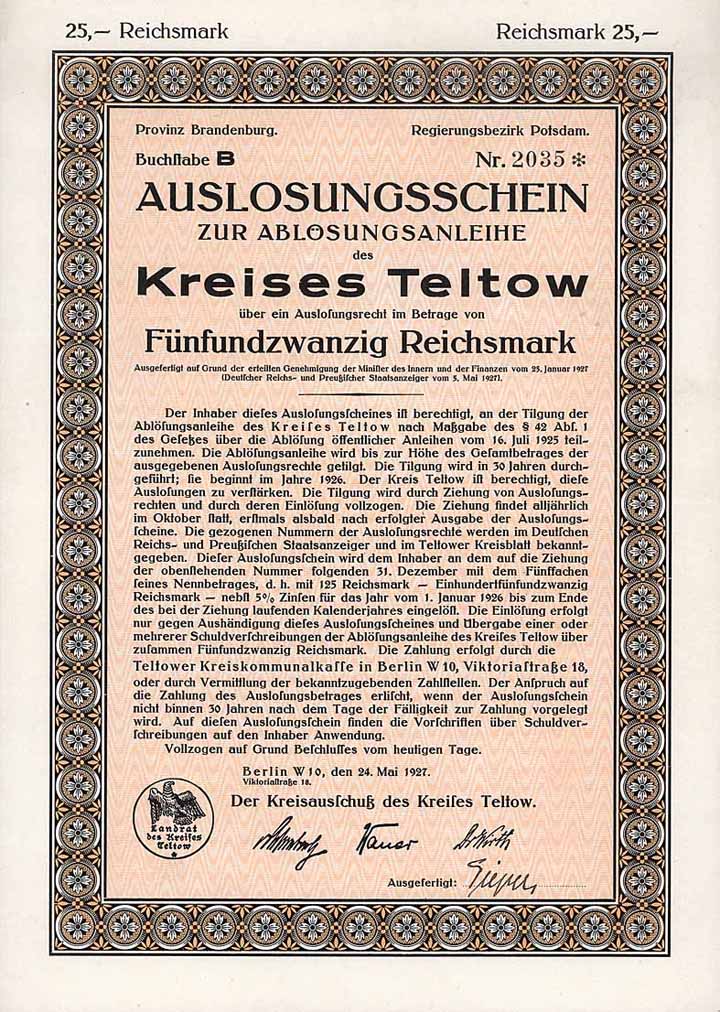 25,— Reichsmark Reichsmark 25,—
Provinz Brandenburg. Regierungsbezirk Potsdam.
Buchſtabe B Nr. 2035 *
AUSLOSUNGSSCHEIN
ZUR ABLÖSUNGSANLEIHE
des
Kreises Teltow
über ein Ausloſungsrecht im Betrage von
Fünfundzwanzig Reichsmark
Ausgefertigt auf Grund der erteilten Genehmigung der Miniſter des Innern und der Finanzen vom 25. Januar 1927
(Deutſcher Reichs- und Preußiſcher Staatsanzeiger vom 5. Mai 1927).
Der Inhaber dieſes Ausloſungſcheines iſt berechtigt, an der Tilgung der
Ablöſungsanleihe des Kreiſes Teltow nach Maßgabe des § 42 Abſ. 1
des Geſetzes über die Ablöſung öffentlicher Anleihen vom 16. Juli 1925 teil-
zunehmen. Die Ablöſungsanleihe wird bis zur Höhe des Geſamtbetrages der
ausgegebenen Ausloſungsrechte getilgt. Die Tilgung wird in 30 Jahren durch-
geführt; ſie beginnt im Jahre 1926. Der Kreis Teltow iſt berechtigt, dieſe
Ausloſungen zu verſtärken. Die Tilgung wird durch Ziehung von Ausloſungs-
rechten und durch deren Einlöſung vollzogen. Die Ziehung findet alljährlich
im Oktober ſtatt, erſtmals alsbald nach erfolgter Ausgabe der Ausloſungs-
ſcheine. Die gezogenen Nummern der Ausloſungsrechte werden im Deutſchen
Reichs- und Preußiſchen Staatsanzeiger und im Teltower Kreisblatt bekannt-
gegeben. Dieſer Ausloſungſchein wird dem Inhaber an dem auf die Ziehung
der obenſtehenden Nummer folgenden 31. Dezember mit dem Fünffachen
ſeines Nennbetrages, d. h. mit 125 Reichsmark — Einhundertfünfundzwanzig
Reichsmark — nebſt 5% Zinſen für das Jahr vom 1. Januar 1926 bis zum Ende
des bei der Ziehung laufenden Kalenderjahres eingelöſt. Die Einlöſung erfolgt
nur gegen Aushändigung dieſes Ausloſungſcheines und Übergabe einer oder
mehrerer Schuldverſchreibungen der Ablöſungsanleihe des Kreiſes Teltow über
zuſammen Fünfundzwanzig Reichsmark. Die Zahlung erfolgt durch die
Teltower Kreiskommunalkaſſe in Berlin W 10, Viktoriaſtraße 18,
oder durch Vermittlung der bekanntzugebenden Zahlſtellen. Der Anſpruch auf
die Zahlung des Ausloſungsbetrages erliſcht, wenn der Ausloſungſchein
nicht binnen 30 Jahren nach dem Tage der Fälligkeit zur Zahlung vorgelegt
wird. Auf dieſen Ausloſungſchein finden die Vorſchriften über Schuldver-
ſchreibungen auf den Inhaber Anwendung.
Vollzogen auf Grund Beſchluſſes vom heutigen Tage.
Berlin W 10, den 24. Mai 1927.
Viktoriaſtraße 18.
Der Kreisausſchuß des Kreiſes Teltow.
Landrat
des Kreiſes
Teltow
Ausgefertigt: